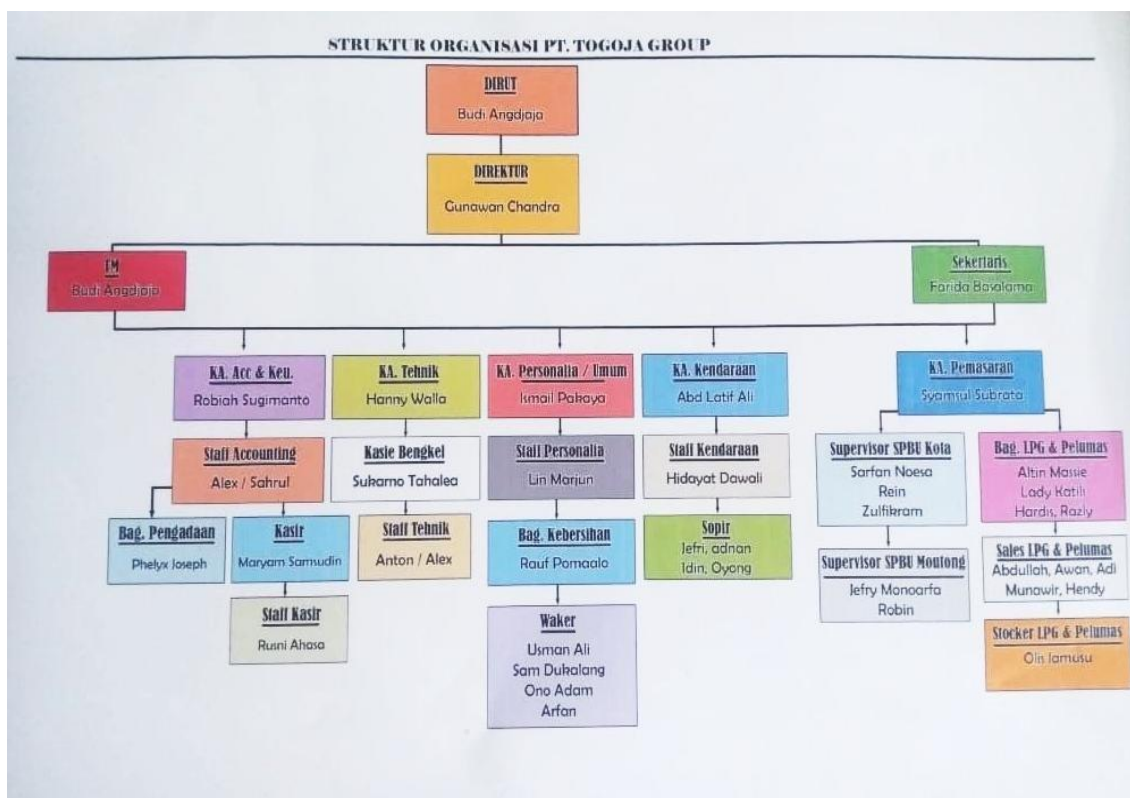 STRUKTUR ORGANISASI PT. TOGOJA GROUP
DIRUT
Budi Angdjaja
DIREKTUR
Gunawan Chandra
FM
Budi Angdjaja
Sekertaris
Farida Bavalama
KA. Acc & Keu.
Robiah Sugimanto
KA. Tehnik
Hanny Walla
KA. Personalia / Umum
Ismail Pakaya
KA. Kendaraan
Abd Latif Ali
KA. Pemasaran
Syamsul Subrata
Staff Accounting
Alex / Sahrul
Kasie Bengkel
Sukarno Tahalea
Staff Personalia
Lin Marjun
Staff Kendaraan
Hidayat Dawali
Supervisor SPBU Kota
Sarfan Noesa
Rein
Zulfikram
Bag. LPG & Pelumas
Altin Massie
Lady Katili
Hardis, Razly
Bag. Pengadaan
Phelyx Joseph
Kasir
Maryam Samudin
Staff Tehnik
Anton / Alex
Bag. Kebersihan
Rauf Pomaalo
Sopir
Jefri, adnan
Idin, Oyong
Supervisor SPBU Moutong
Jefry Monoarfa
Robin
Sales LPG & Pelumas
Abdullah, Awan, Adi
Munawir, Hendy
Staff Kasir
Rusni Ahasa
Waker
Usman Ali
Sam Dukalang
Ono Adam
Arfan
Stocker LPG & Pelumas
Olis Jamusu